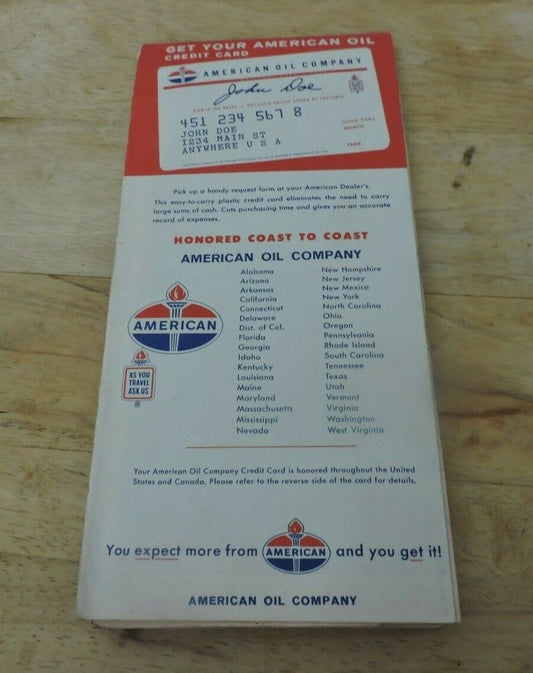 GET YOUR AMERICAN OIL
CREDIT CARD
AMERICAN OIL COMPANY
John Doe
451 234 567 8
JOHN DOE
1234 MAIN ST
ANYWHERE U S A
GOOD THRU
MONTH
YEAR
Pick up a handy request form at your American Dealer's.
This easy-to-carry plastic credit card eliminates the need to carry
large sums of cash. Cuts purchasing time and gives you an accurate
record of expenses.
HONORED COAST TO COAST
AMERICAN OIL COMPANY
Alabama
Arizona
Arkansas
California
Connecticut
Delaware
Dist. of Col.
Florida
Georgia
Idaho
Kentucky
Louisiana
Maine
Maryland
Massachusetts
Mississippi
Nevada
New Hampshire
New Jersey
New Mexico
New York
North Carolina
Ohio
Oregon
Pennsylvania
Rhode Island
South Carolina
Tennessee
Texas
Utah
Vermont
Virginia
Washington
West Virginia
AMERICAN
AS YOU
TRAVEL
ASK US
Your American Oil Company Credit Card is honored throughout the United
States and Canada. Please refer to the reverse side of the card for details.
You expect more from AMERICAN and you get it!
AMERICAN OIL COMPANY